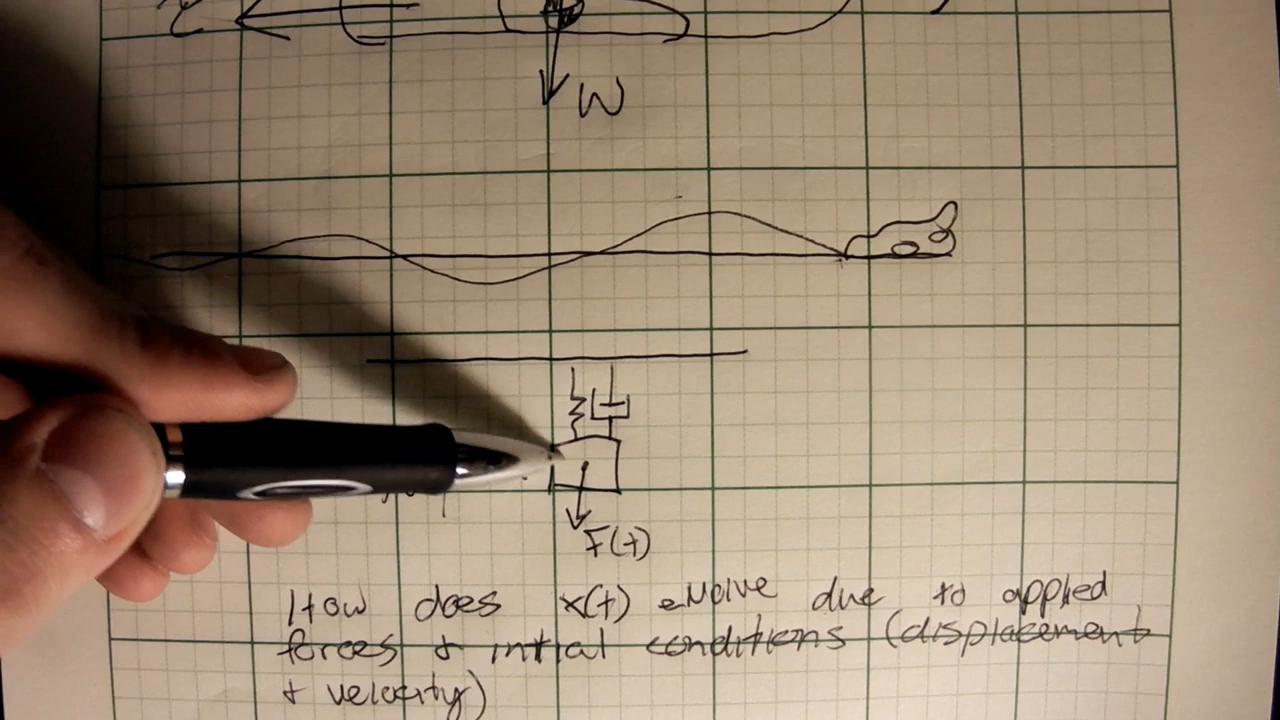 W
F(t)
How does x(t) evolve due to applied
forces & initial conditions (displacement
& velocity)